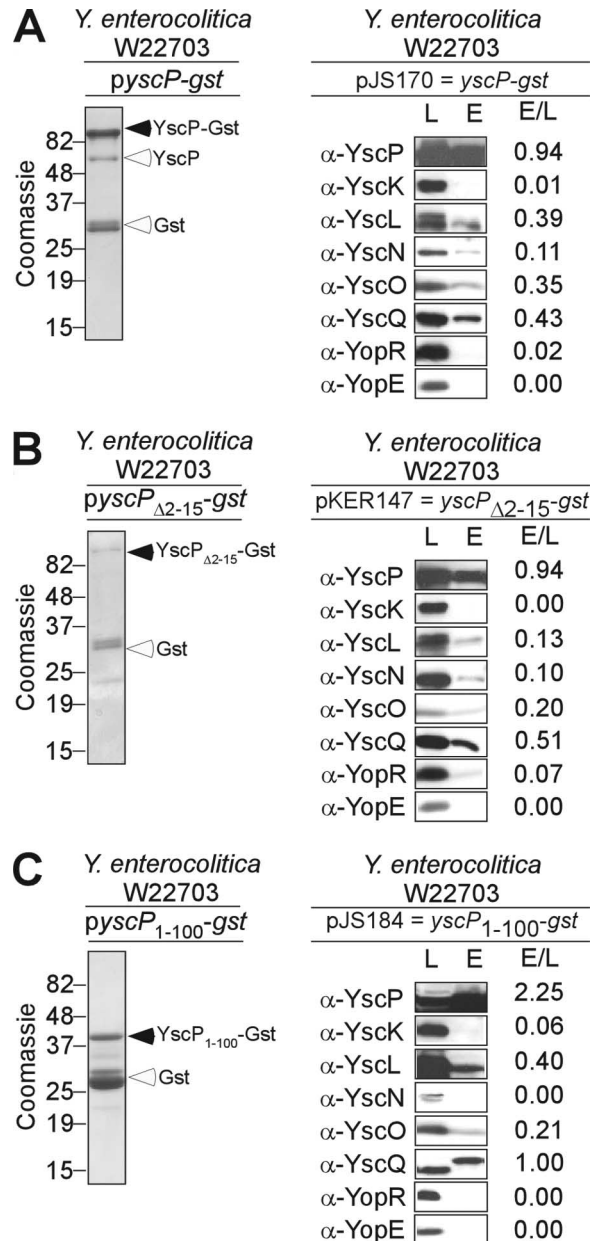 A
Y. enterocolitica
W22703
pyscP-gst
Coomassie
82
48
37
25
19
15
YscP-Gst
YscP
Gst
Y. enterocolitica
W22703
pJS170 = yscP-gst
L E E/L
α-YscP 0.94
α-YscK 0.01
α-YscL 0.39
α-YscN 0.11
α-YscO 0.35
α-YscQ 0.43
α-YopR 0.02
α-YopE 0.00
B
Y. enterocolitica
W22703
pyscPΔ2-15-gst
Coomassie
82
48
37
25
19
15
YscPΔ2-15-Gst
Gst
Y. enterocolitica
W22703
pKER147 = yscPΔ2-15-gst
L E E/L
α-YscP 0.94
α-YscK 0.00
α-YscL 0.13
α-YscN 0.10
α-YscO 0.20
α-YscQ 0.51
α-YopR 0.07
α-YopE 0.00
C
Y. enterocolitica
W22703
pyscP1-100-gst
Coomassie
82
48
37
25
19
15
YscP1-100-Gst
Gst
Y. enterocolitica
W22703
pJS184 = yscP1-100-gst
L E E/L
α-YscP 2.25
α-YscK 0.06
α-YscL 0.40
α-YscN 0.00
α-YscO 0.21
α-YscQ 1.00
α-YopR 0.00
α-YopE 0.00